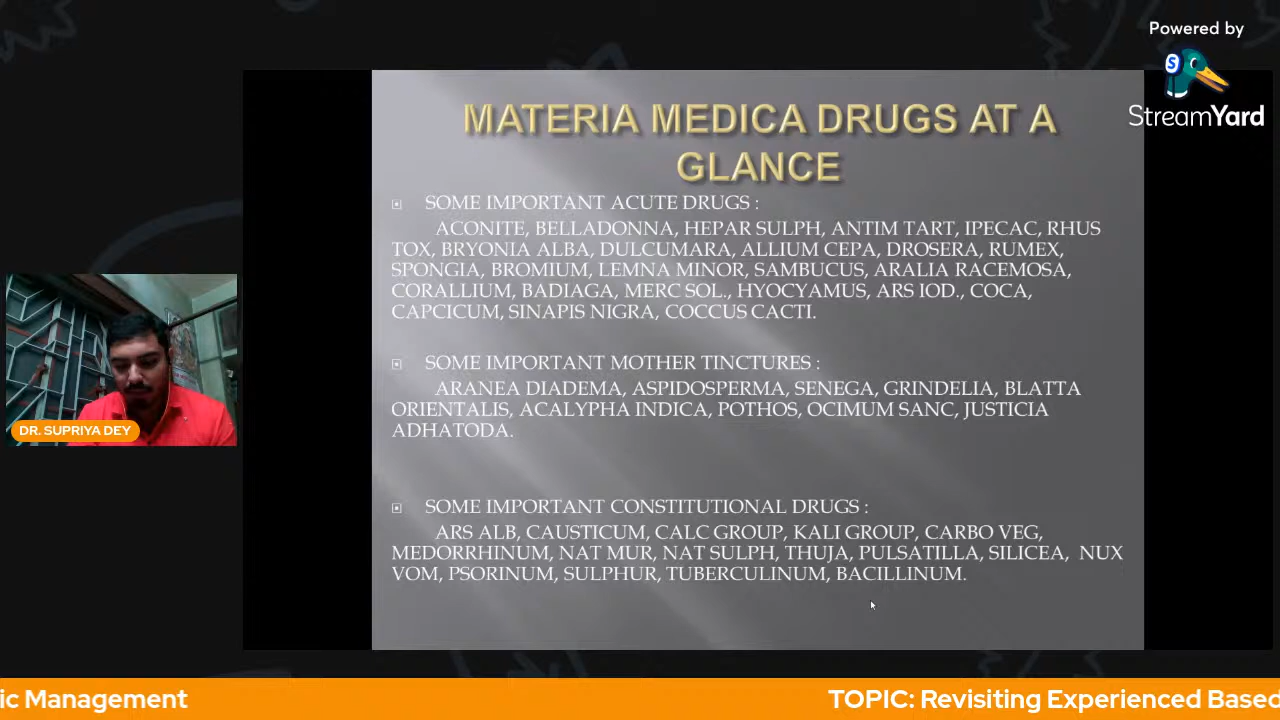 Powered by
StreamYard
MATERIA MEDICA DRUGS AT A
GLANCE
SOME IMPORTANT ACUTE DRUGS :
ACONITE, BELLADONNA, HEPAR SULPH, ANTIM TART, IPECAC, RHUS
TOX, BRYONIA ALBA, DULCUMARA, ALLIUM CEPA, DROSERA, RUMEX,
SPONGIA, BROMIUM, LEMNA MINOR, SAMBUCUS, ARALIA RACEMOSA,
CORALLIUM, BADIAGA, MERC SOL., HYOCYAMUS, ARS IOD., COCA,
CAPCICUM, SINAPIS NIGRA, COCCUS CACTI.
SOME IMPORTANT MOTHER TINCTURES :
ARANEA DIADEMA, ASPIDOSPERMA, SENEGA, GRINDELIA, BLATTA
ORIENTALIS, ACALYPHA INDICA, POTHOS, OCIMUM SANC, JUSTICIA
ADHATODA.
SOME IMPORTANT CONSTITUTIONAL DRUGS :
ARS ALB, CAUSTICUM, CALC GROUP, KALI GROUP, CARBO VEG,
MEDORRHINUM, NAT MUR, NAT SULPH, THUJA, PULSATILLA, SILICEA, NUX
VOM, PSORINUM, SULPHUR, TUBERCULINUM, BACILLINUM.
DR. SUPRIYA DEY
ic Management
TOPIC: Revisiting Experienced Based